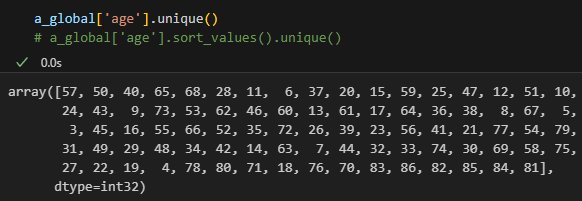 a_global['age'].unique()
# a_global['age'].sort_values().unique()
✓ 0.0s
array([57, 50, 40, 65, 68, 28, 11,  6, 37, 20, 15, 59, 25, 47, 12, 51, 10,
       24, 43,  9, 73, 53, 62, 46, 60, 13, 61, 17, 64, 36, 38,  8, 67,  5,
        3, 45, 16, 55, 66, 52, 35, 72, 26, 39, 23, 56, 41, 21, 77, 54, 79,
       31, 49, 29, 48, 34, 42, 14, 63,  7, 44, 32, 33, 74, 30, 69, 58, 75,
       27, 22, 19,  4, 78, 80, 71, 18, 76, 70, 83, 86, 82, 85, 84, 81],
      dtype=int32)